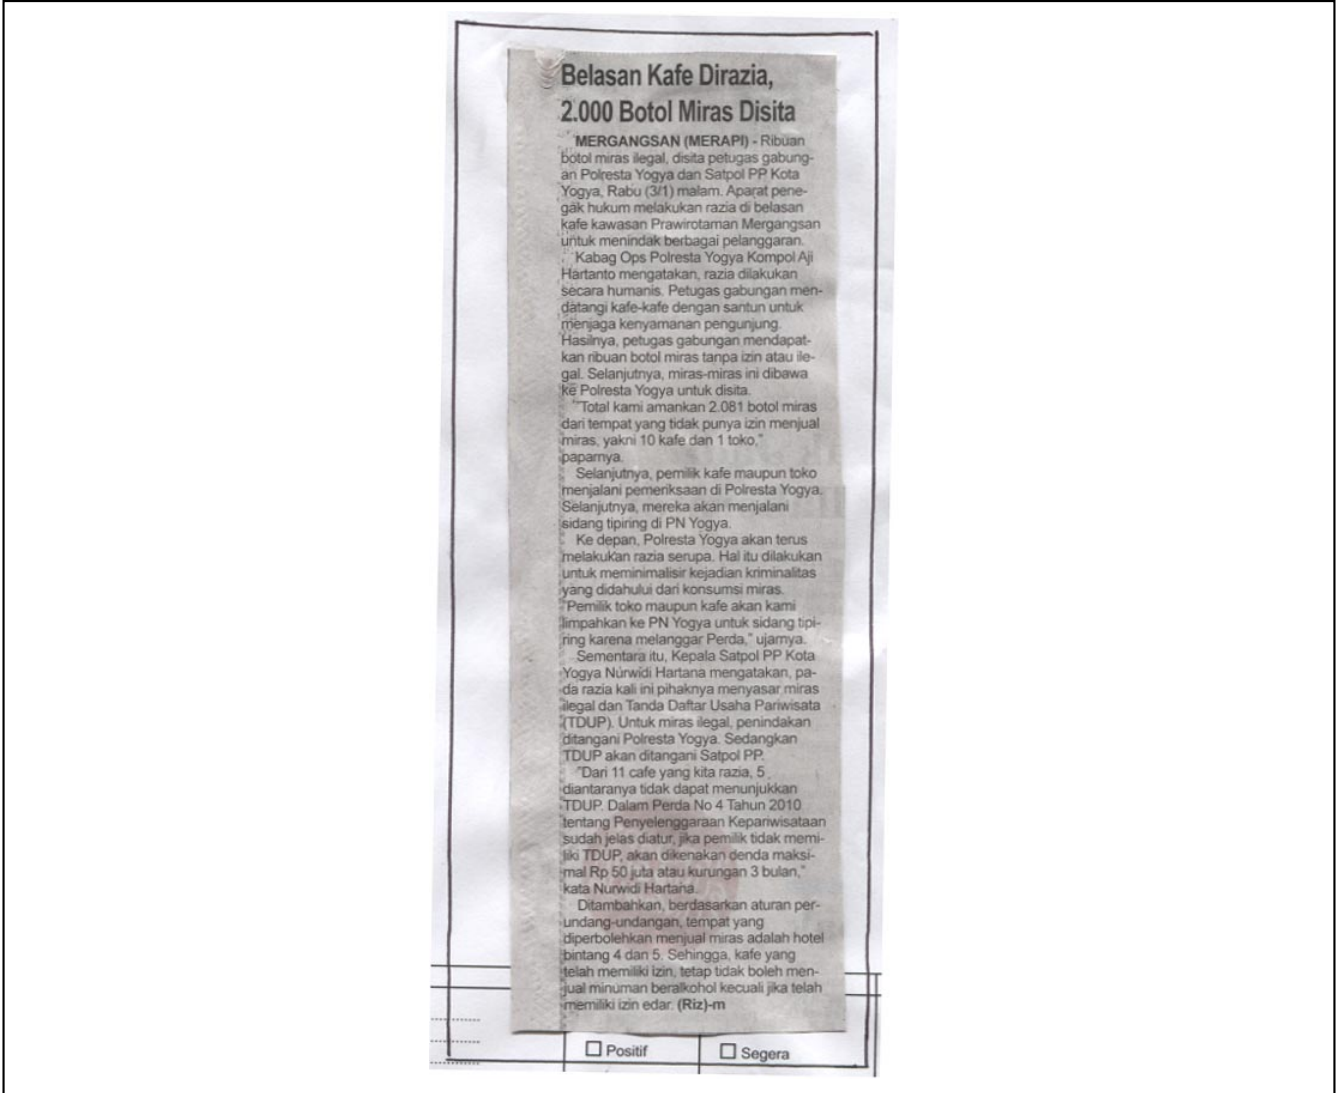 Belasan Kafe Dirazia,
2.000 Botol Miras Disita
MERGANGSAN (MERAPI) - Ribuan
botol miras ilegal, disita petugas gabung-
an Polresta Yogya dan Satpol PP Kota
Yogya, Rabu (3/1) malam. Aparat pene-
gak hukum melakukan razia di belasan
kafe kawasan Prawirotaman Mergangsan
untuk menindak berbagai pelanggaran.
Kabag Ops Polresta Yogya Kompol Aji
Hartanto mengatakan, razia dilakukan
secara humanis. Petugas gabungan men-
datangi kafe-kafe dengan santun untuk
menjaga kenyamanan pengunjung.
Hasilnya, petugas gabungan mendapat-
kan ribuan botol miras tanpa izin atau ile-
gal. Selanjutnya, miras-miras ini dibawa
ke Polresta Yogya untuk disita.
"Total kami amankan 2.081 botol miras
dari tempat yang tidak punya izin menjual
miras, yakni 10 kafe dan 1 toko,"
paparnya.
Selanjutnya, pemilik kafe maupun toko
menjalani pemeriksaan di Polresta Yogya.
Selanjutnya, mereka akan menjalani
sidang tipiring di PN Yogya.
Ke depan, Polresta Yogya akan terus
melakukan razia serupa. Hal itu dilakukan
untuk meminimalisir kejadian kriminalitas
yang didahului dari konsumsi miras.
"Pemilik toko maupun kafe akan kami
limpahkan ke PN Yogya untuk sidang tipi-
ring karena melanggar Perda," ujarnya.
Sementara itu, Kepala Satpol PP Kota
Yogya Nurwidi Hartana mengatakan, pa-
da razia kali ini pihaknya menyasar miras
ilegal dan Tanda Daftar Usaha Pariwisata
(TDUP). Untuk miras ilegal, penindakan
ditangani Polresta Yogya. Sedangkan
TDUP akan ditangani Satpol PP.
"Dari 11 cafe yang kita razia, 5
diantaranya tidak dapat menunjukkan
TDUP. Dalam Perda No 4 Tahun 2010
tentang Penyelenggaraan Kepariwisataan
sudah jelas diatur, jika pemilik tidak memi-
liki TDUP, akan dikenakan denda maksi-
mal Rp 50 juta atau kurungan 3 bulan,"
kata Nurwidi Hartana.
Ditambahkan, berdasarkan aturan per-
undang-undangan, tempat yang
diperbolehkan menjual miras adalah hotel
bintang 4 dan 5. Sehingga, kafe yang
telah memiliki izin, tetap tidak boleh men-
jual minuman beralkohol kecuali jika telah
memiliki izin edar. (Riz)-m
Positif
Segera